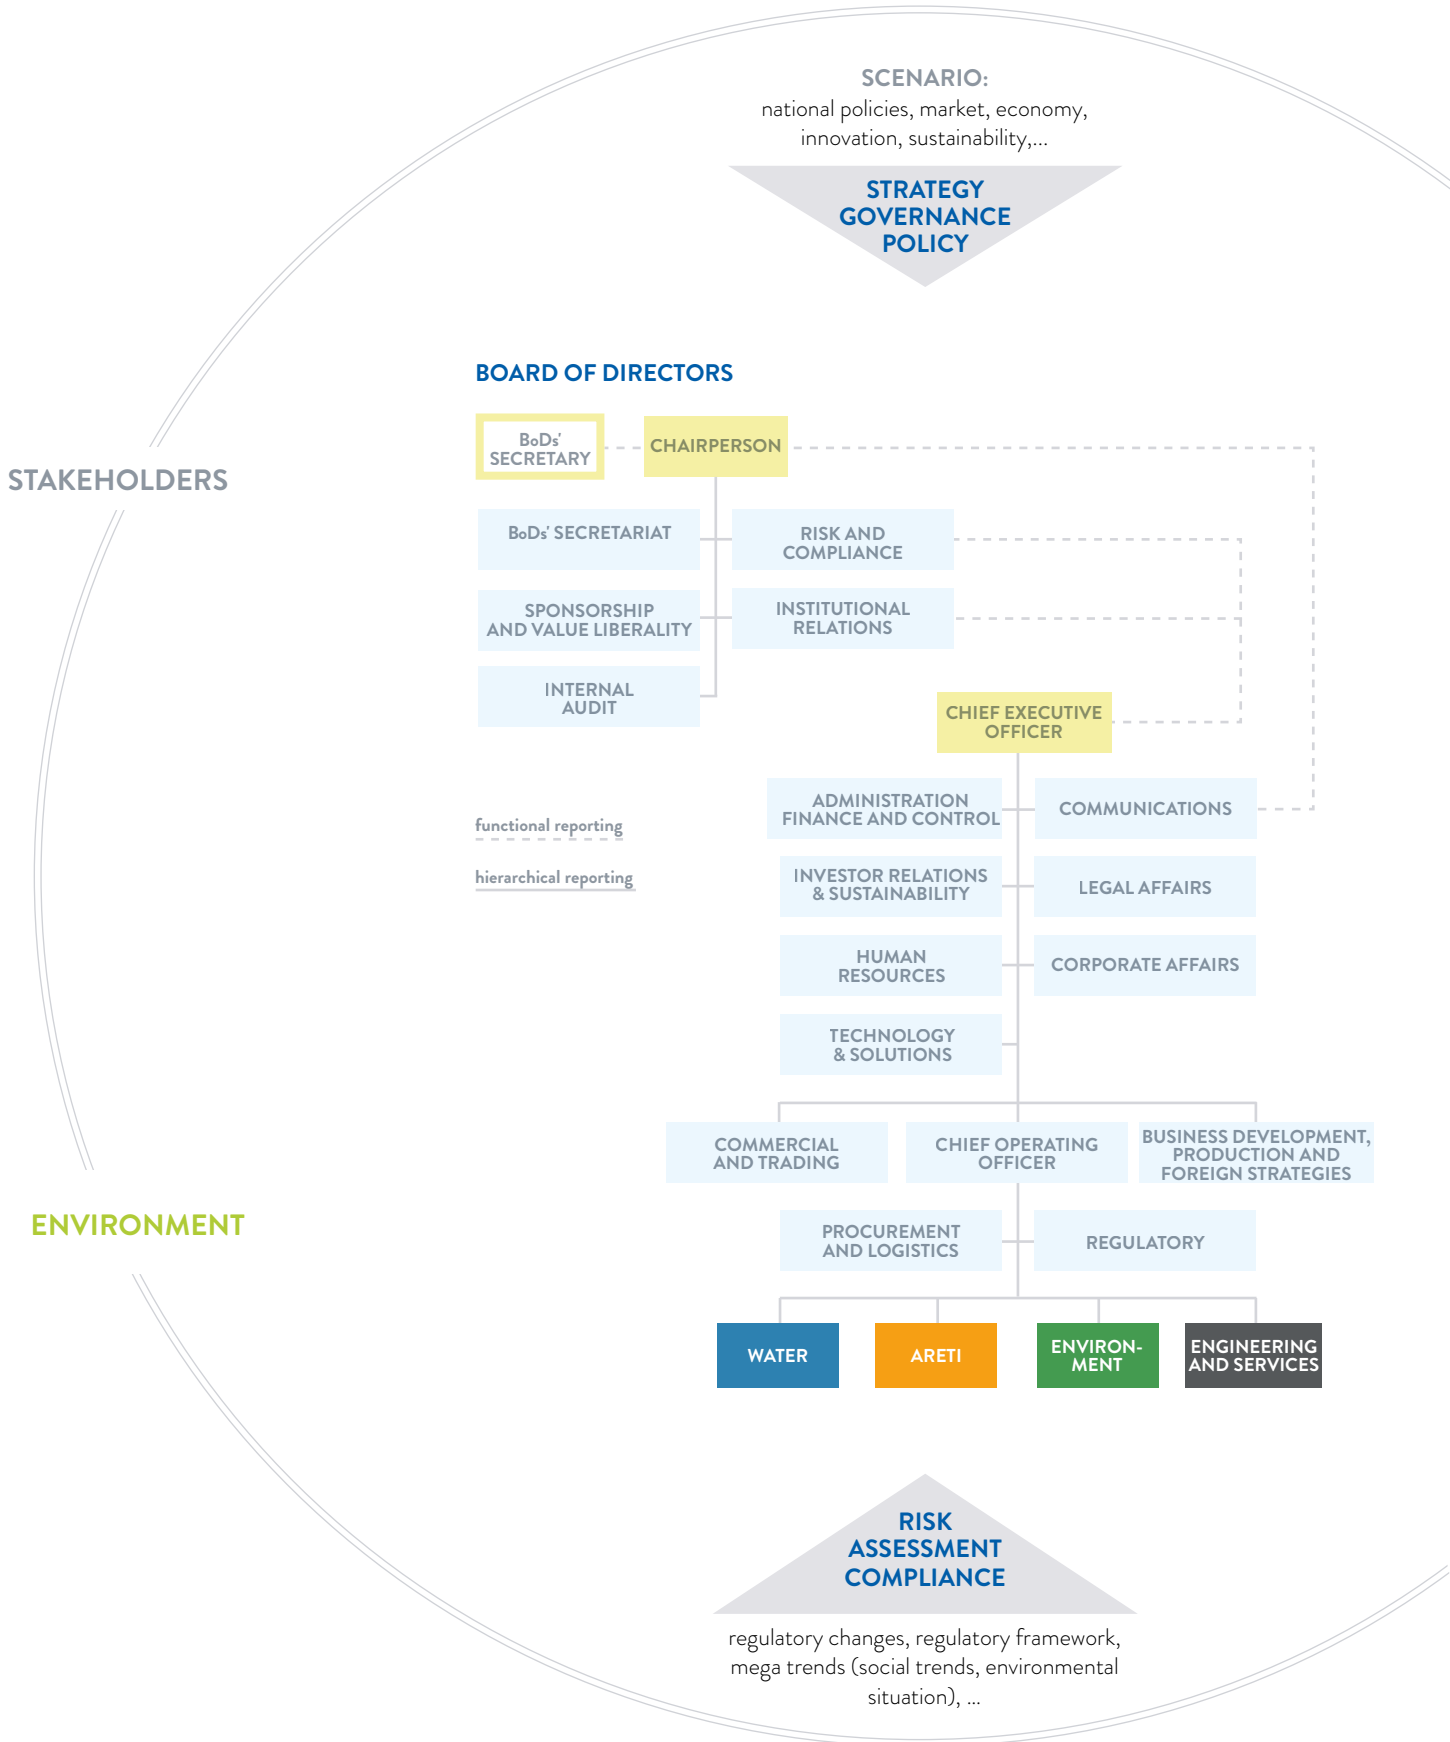 SCENARIO:
national policies, market, economy,
innovation, sustainability,...
STRATEGY
GOVERNANCE
POLICY
BOARD OF DIRECTORS
BoDs'
SECRETARY
CHAIRPERSON
STAKEHOLDERS
BoDs' SECRETARIAT
RISK AND
COMPLIANCE
SPONSORSHIP
AND VALUE LIBERALITY
INSTITUTIONAL
RELATIONS
INTERNAL
AUDIT
CHIEF EXECUTIVE
OFFICER
ADMINISTRATION
FINANCE AND CONTROL
COMMUNICATIONS
functional reporting
hierarchical reporting
INVESTOR RELATIONS
& SUSTAINABILITY
LEGAL AFFAIRS
HUMAN
RESOURCES
CORPORATE AFFAIRS
TECHNOLOGY
& SOLUTIONS
COMMERCIAL
AND TRADING
CHIEF OPERATING
OFFICER
BUSINESS DEVELOPMENT,
PRODUCTION AND
FOREIGN STRATEGIES
ENVIRONMENT
PROCUREMENT
AND LOGISTICS
REGULATORY
WATER
ARETI
ENVIRON-
MENT
ENGINEERING
AND SERVICES
RISK
ASSESSMENT
COMPLIANCE
regulatory changes, regulatory framework,
mega trends (social trends, environmental
situation), ...